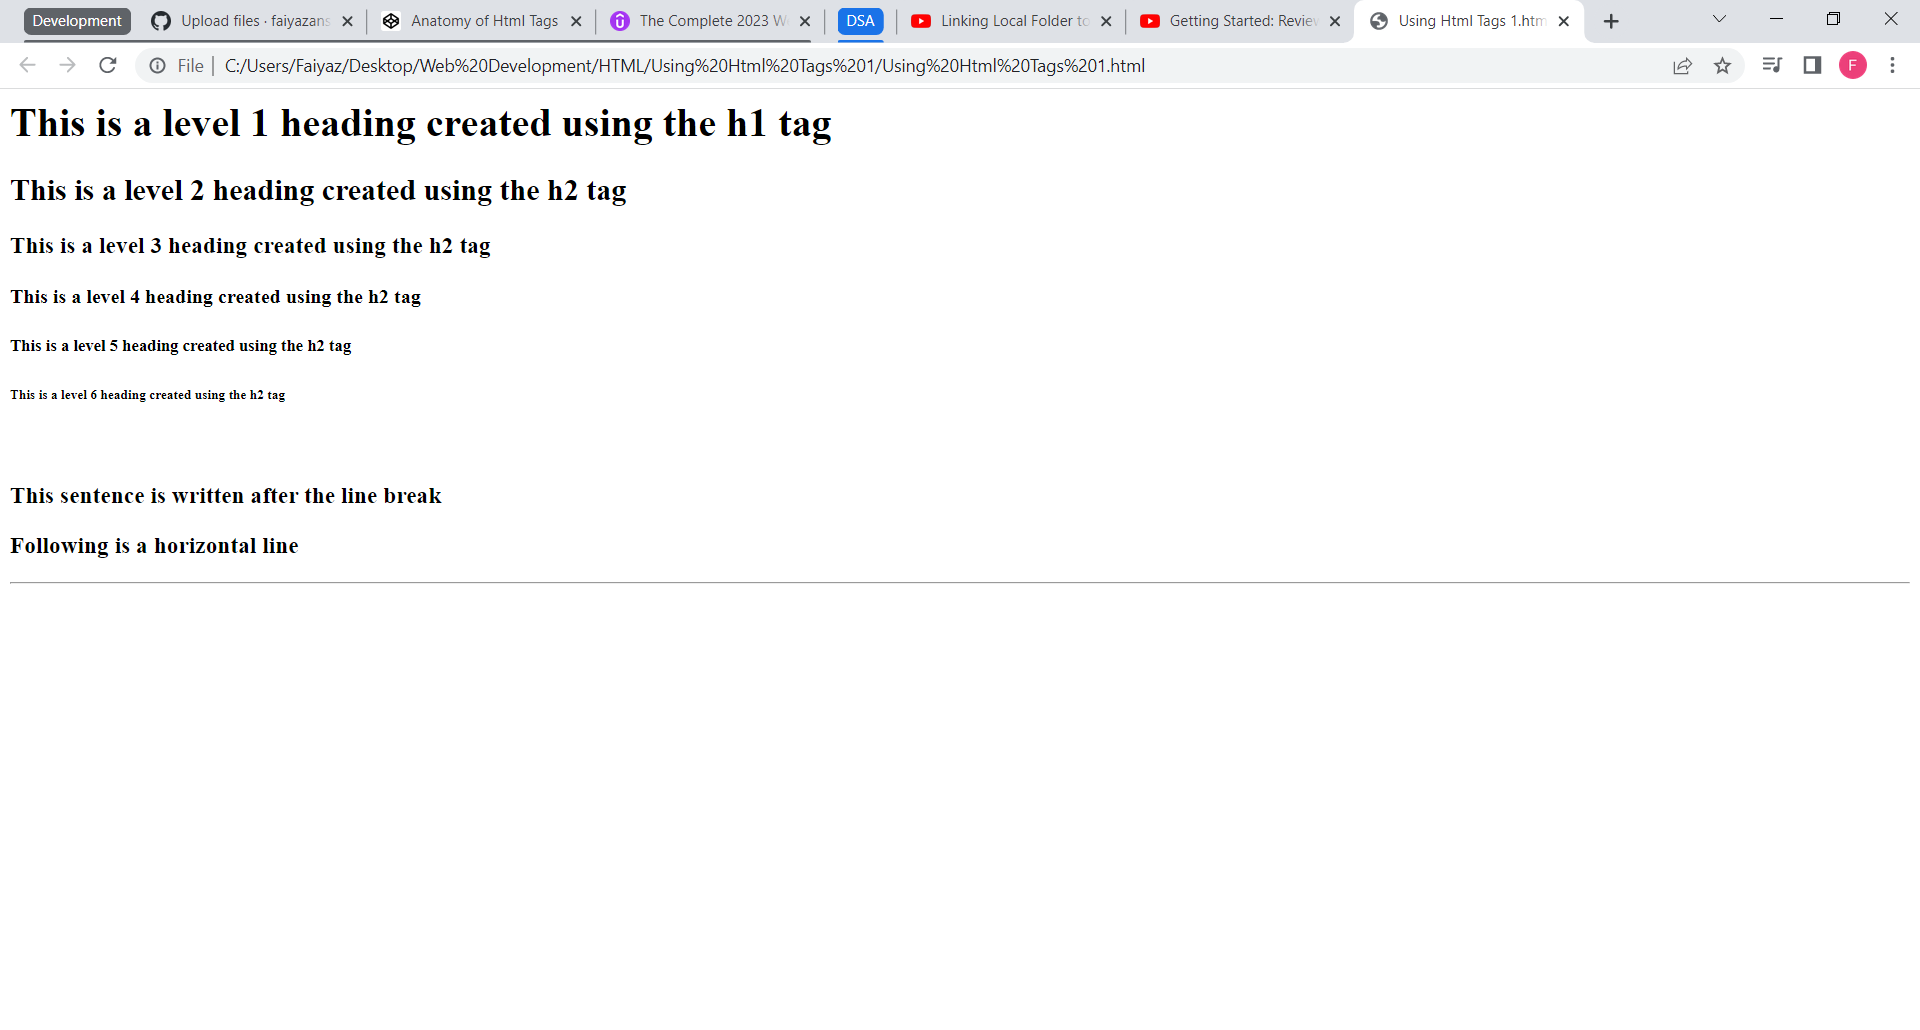 Development Upload files · faiyazans Anatomy of Html Tags The Complete 2023 DSA Linking Local Folder to Getting Started: Review Using Html Tags 1.htm
File C:/Users/Faiyaz/Desktop/Web%20Development/HTML/Using%20Html%20Tags%201/Using%20Html%20Tags%201.html F
This is a level 1 heading created using the h1 tag
This is a level 2 heading created using the h2 tag
This is a level 3 heading created using the h2 tag
This is a level 4 heading created using the h2 tag
This is a level 5 heading created using the h2 tag
This is a level 6 heading created using the h2 tag
This sentence is written after the line break
Following is a horizontal line